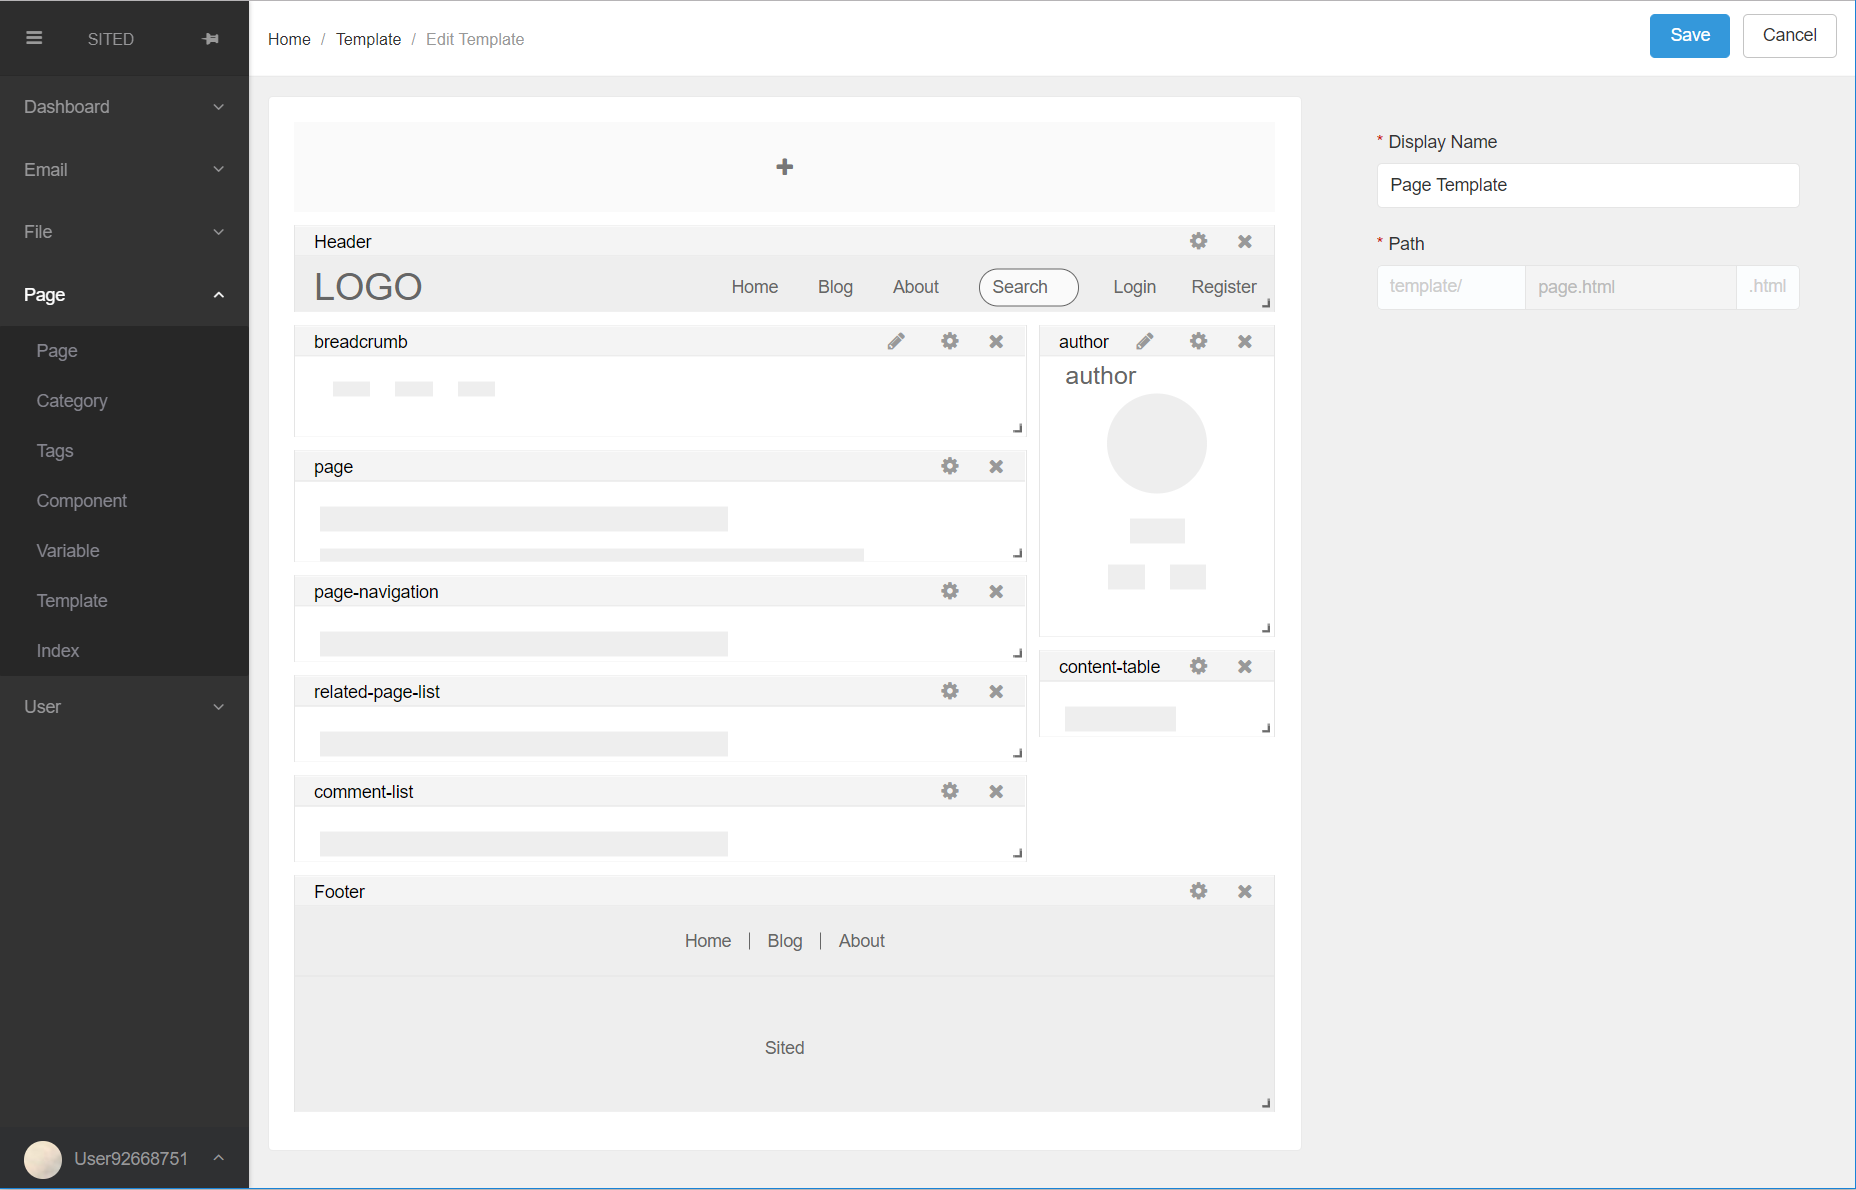 SITED
Home / Template / Edit Template
Save
Cancel
Dashboard
Email
File
Page
Page
Category
Tags
Component
Variable
Template
Index
User
User92668751
Header
LOGO
Home Blog About Search Login Register
breadcrumb
page
page-navigation
related-page-list
comment-list
author
author
content-table
Footer
Home | Blog | About
Sited
* Display Name
Page Template
* Path
template/ page.html .html